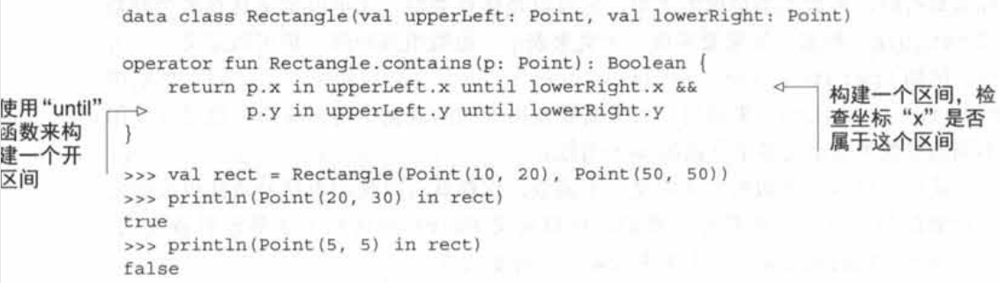 data class Rectangle(val upperLeft: Point, val lowerRight: Point)
operator fun Rectangle.contains(p: Point): Boolean {
return p.x in upperLeft.x until lowerRight.x &&
p.y in upperLeft.y until lowerRight.y
}
使用“until”
函数来构
建一个开
区间
构建一个区间，检
查坐标“x”是否
属于这个区间
>>> val rect = Rectangle(Point(10, 20), Point(50, 50))
>>> println(Point(20, 30) in rect)
true
>>> println(Point(5, 5) in rect)
false